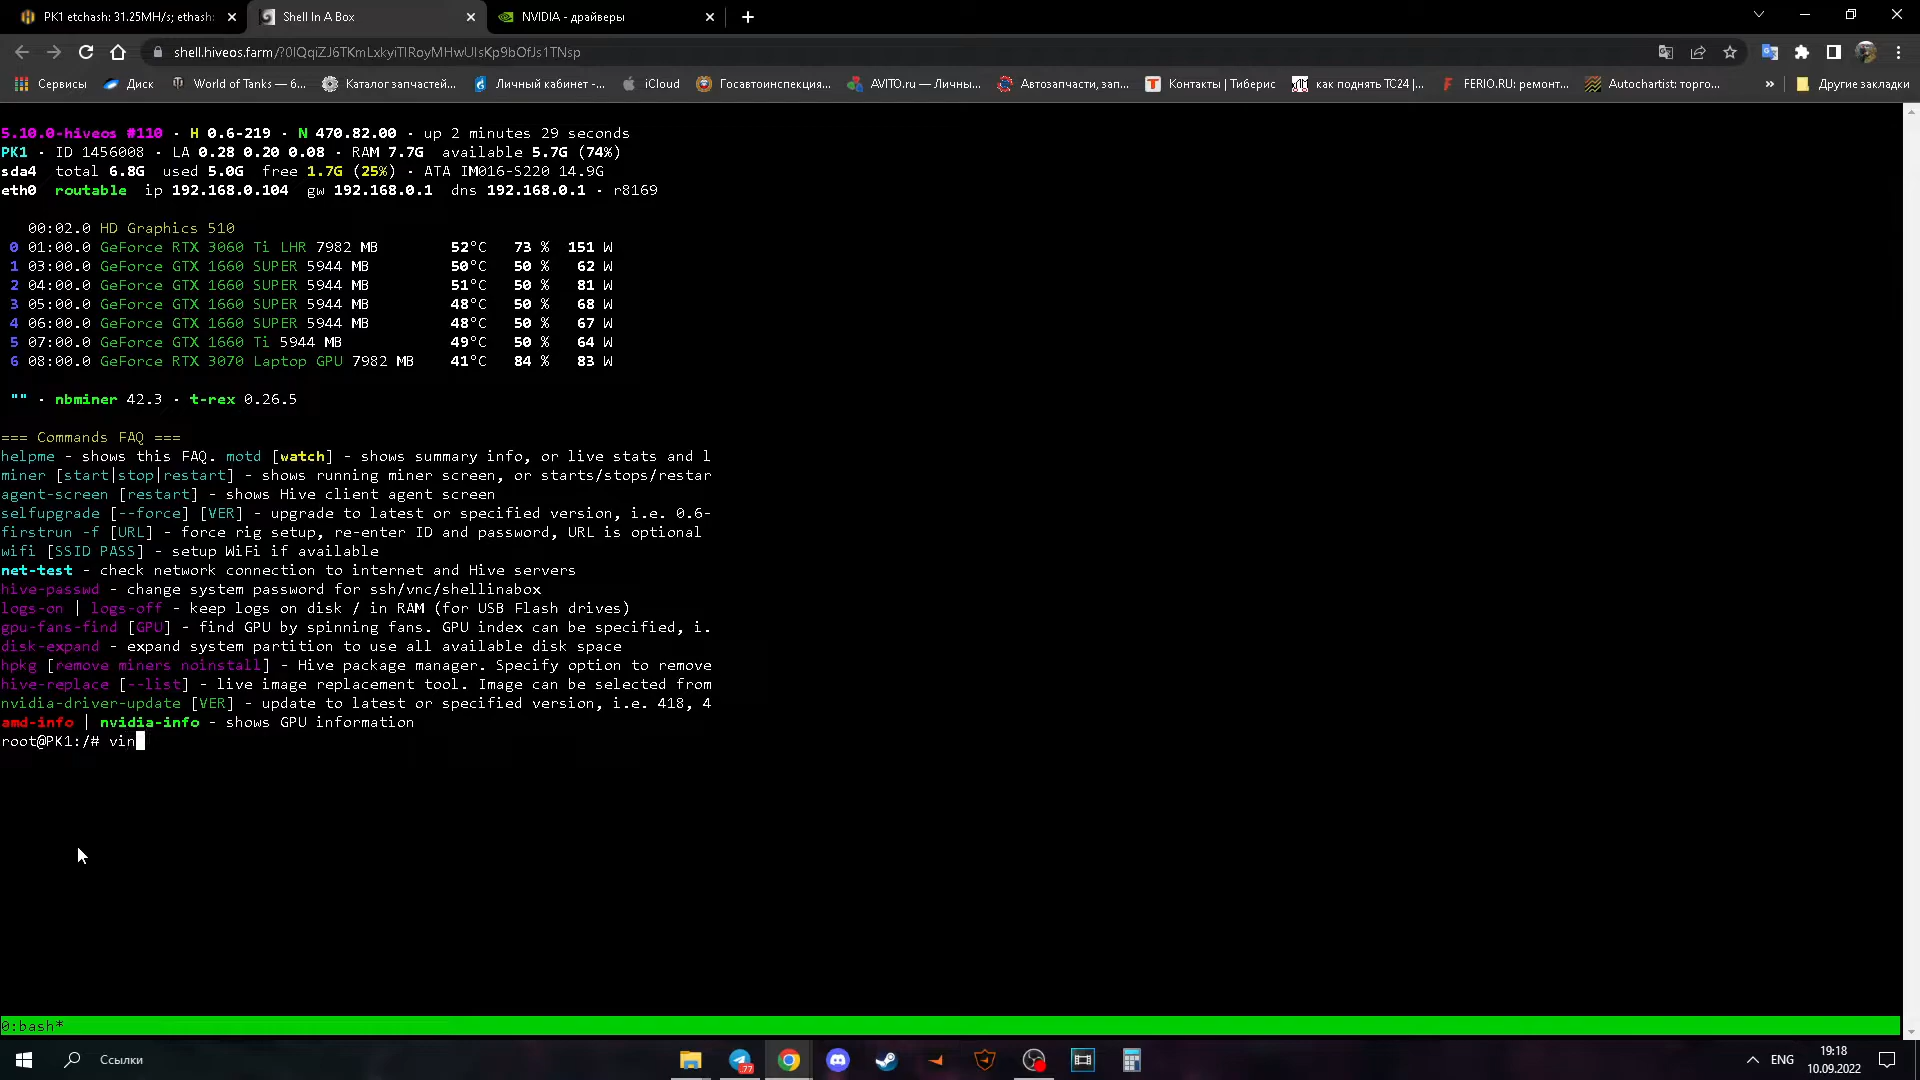 PK1 etchash: 31.25MH/s; ethash:
Shell In A Box
NVIDIA - драйверы
shell.hiveos.farm/?0IQqiZJ6TKmLxkyiTlRoyMHwUIsKp9bOfJs1TNsp
Сервисы
Диск
World of Tanks — 6...
Каталог запчастей...
Личный кабинет -...
iCloud
Госавтоинспекция...
AVITO.ru — Личны...
Автозапчасти, зап...
Контакты | Тиберис
как поднять TC24 |...
FERIO.RU: ремонт...
Autochartist: торго...
»
Другие закладки
5.10.0-hiveos #110 · H 0.6-219 · N 470.82.00 · up 2 minutes 29 seconds
PK1 · ID 1456008 · LA 0.28 0.20 0.08 · RAM 7.7G available 5.7G (74%)
sda4 total 6.8G used 5.0G free 1.7G (25%) · ATA IM016-S220 14.9G
eth0 routable ip 192.168.0.104 gw 192.168.0.1 dns 192.168.0.1 · r8169
00:02.0 HD Graphics 510
0 01:00.0 GeForce RTX 3060 Ti LHR 7982 MB 52°C 73 % 151 W
1 03:00.0 GeForce GTX 1660 SUPER 5944 MB 50°C 50 % 62 W
2 04:00.0 GeForce GTX 1660 SUPER 5944 MB 51°C 50 % 81 W
3 05:00.0 GeForce GTX 1660 SUPER 5944 MB 48°C 50 % 68 W
4 06:00.0 GeForce GTX 1660 SUPER 5944 MB 48°C 50 % 67 W
5 07:00.0 GeForce GTX 1660 Ti 5944 MB 49°C 50 % 64 W
6 08:00.0 GeForce RTX 3070 Laptop GPU 7982 MB 41°C 84 % 83 W
"" · nbminer 42.3 · t-rex 0.26.5
=== Commands FAQ ===
helpme - shows this FAQ. motd [watch] - shows summary info, or live stats and l
miner [start|stop|restart] - shows running miner screen, or starts/stops/restar
agent-screen [restart] - shows Hive client agent screen
selfupgrade [--force] [VER] - upgrade to latest or specified version, i.e. 0.6-
firstrun -f [URL] - force rig setup, re-enter ID and password, URL is optional
wifi [SSID PASS] - setup WiFi if available
net-test - check network connection to internet and Hive servers
hive-passwd - change system password for ssh/vnc/shellinabox
logs-on | logs-off - keep logs on disk / in RAM (for USB Flash drives)
gpu-fans-find [GPU] - find GPU by spinning fans. GPU index can be specified, i.
disk-expand - expand system partition to use all available disk space
hpkg [remove miners noinstall] - Hive package manager. Specify option to remove
hive-replace [--list] - live image replacement tool. Image can be selected from
nvidia-driver-update [VER] - update to latest or specified version, i.e. 418, 4
amd-info | nvidia-info - shows GPU information
root@PK1:/# vin
0:bash*
Ссылки
77
ENG
19:18
10.09.2022